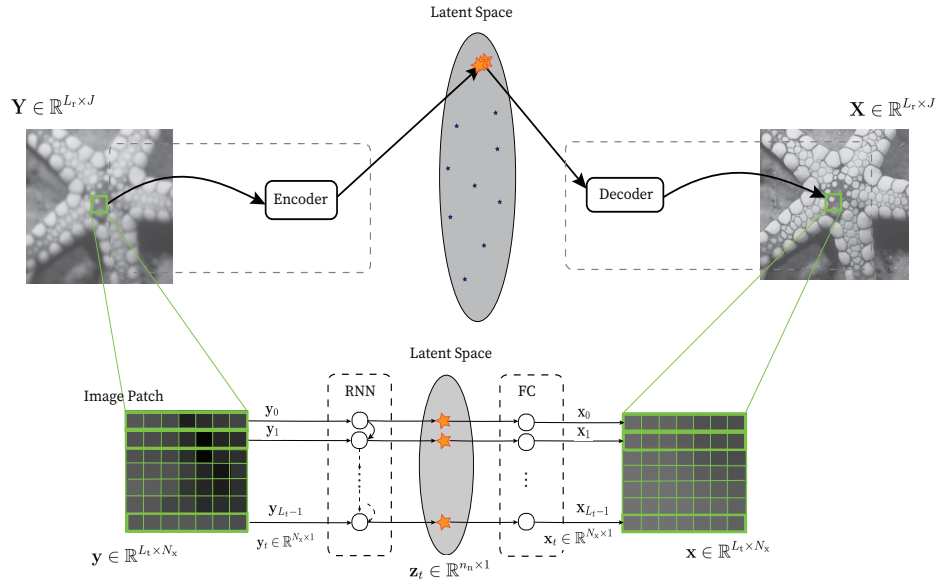 Latent Space
Y ∈ ℝ^{L_r×J}
X ∈ ℝ^{L_r×J}
Encoder
Decoder
Latent Space
Image Patch
RNN
FC
y_0
x_0
y_1
x_1
y_{L_t−1}
x_{L_t−1}
y_t ∈ ℝ^{N_x×1}
x_t ∈ ℝ^{N_x×1}
y ∈ ℝ^{L_t×N_x}
x ∈ ℝ^{L_t×N_x}
z_t ∈ ℝ^{n_n×1}